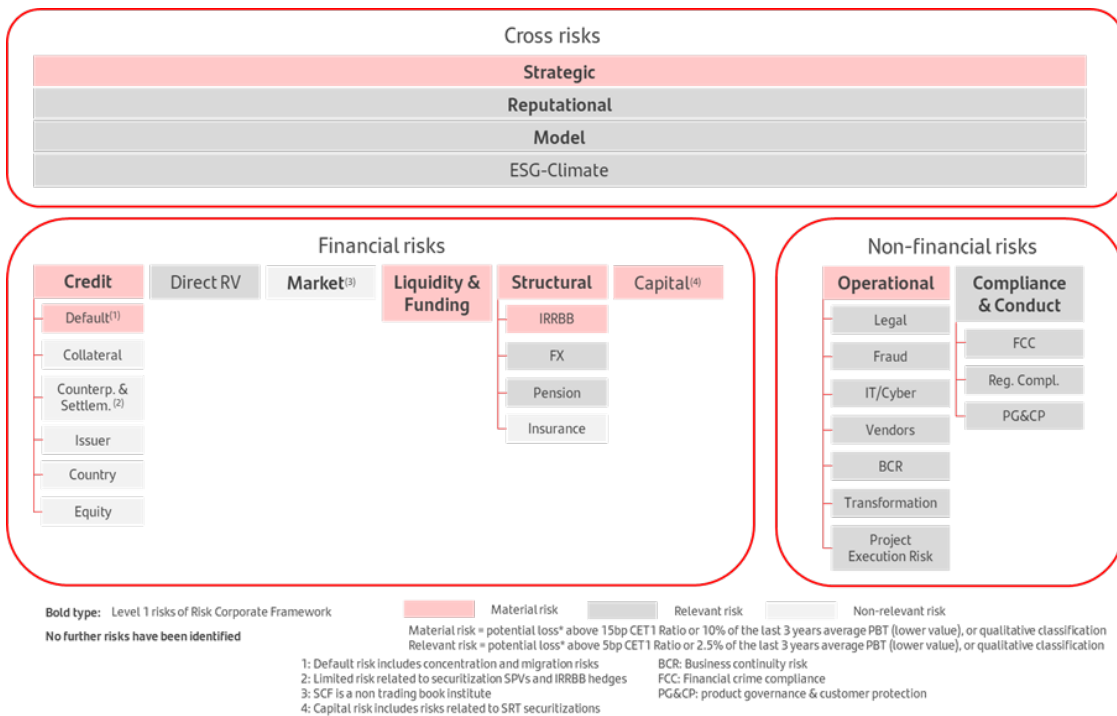 Cross risks
Strategic
Reputational
Model
ESG-Climate
Financial risks
Credit
Direct RV
Market(3)
Liquidity &
Funding
Structural
Capital(4)
Default(1)
Collateral
Counterp. &
Settlem. (2)
Issuer
Country
Equity
IRRBB
FX
Pension
Insurance
Non-financial risks
Operational
Compliance
& Conduct
Legal
Fraud
IT/Cyber
Vendors
BCR
Transformation
Project
Execution Risk
FCC
Reg. Compl.
PG&CP
Bold type: Level 1 risks of Risk Corporate Framework
Material risk
Relevant risk
Non-relevant risk
No further risks have been identified
Material risk = potential loss* above 15bp CET1 Ratio or 10% of the last 3 years average PBT (lower value), or qualitative classification
Relevant risk = potential loss* above 5bp CET1 Ratio or 2.5% of the last 3 years average PBT (lower value), or qualitative classification
1: Default risk includes concentration and migration risks
2: Limited risk related to securitization SPVs and IRRBB hedges
3: SCF is a non trading book institute
4: Capital risk includes risks related to SRT securitizations
BCR: Business continuity risk
FCC: Financial crime compliance
PG&CP: product governance & customer protection